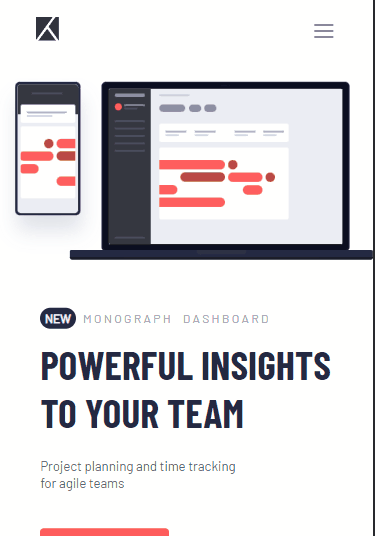 NEW MONOGRAPH DASHBOARD
POWERFUL INSIGHTS
TO YOUR TEAM
Project planning and time tracking
for agile teams